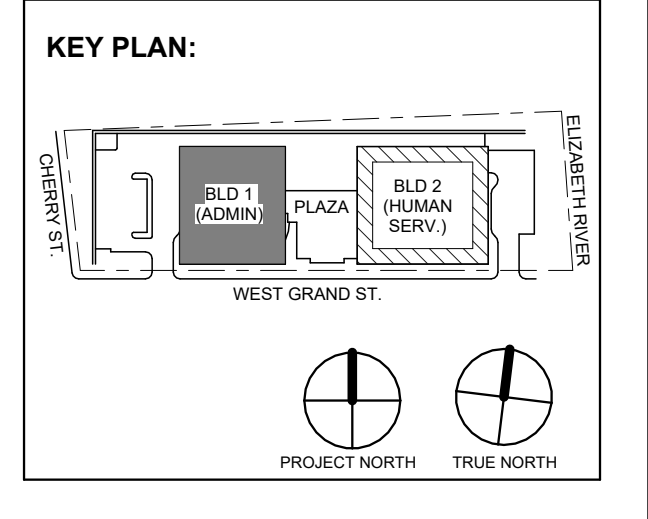 KEY PLAN:
CHERRY ST.
BLD 1
(ADMIN)
PLAZA
BLD 2
(HUMAN
SERV.)
ELIZABETH RIVER
WEST GRAND ST.
PROJECT NORTH
TRUE NORTH